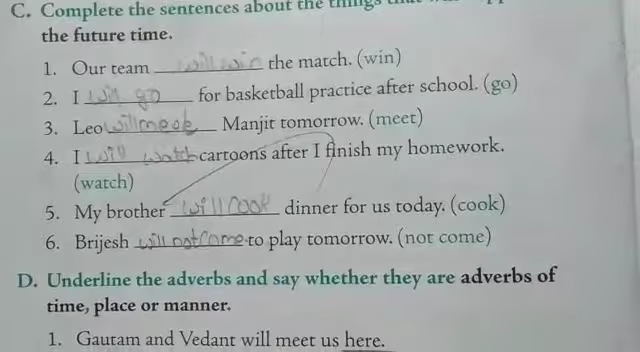 C. Complete the sentences about the things that
the future time.
1. Our team will win the match. (win)
2. I will go for basketball practice after school. (go)
3. Leo will meet Manjit tomorrow. (meet)
4. I will watch cartoons after I finish my homework.
(watch)
5. My brother will cook dinner for us today. (cook)
6. Brijesh will not come to play tomorrow. (not come)
D. Underline the adverbs and say whether they are adverbs of
time, place or manner.
1. Gautam and Vedant will meet us here.